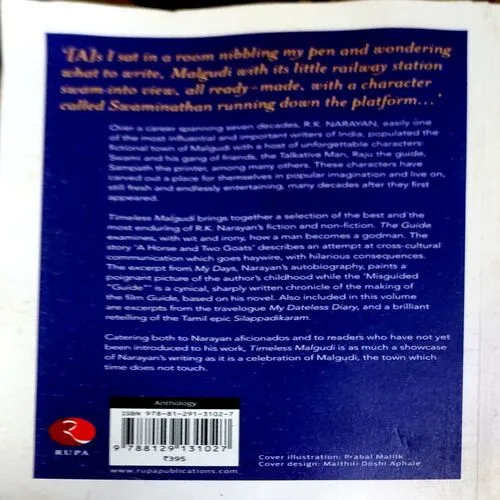 '[A]s I sat in a room nibbling my pen and wondering
what to write, Malgudi with its little railway station
swam into view, all ready-made, with a character
called Swaminathan running down the platform...'
Over a career spanning seven decades, R.K. NARAYAN, easily one
of the most influential and important writers of India, populated the
fictional town of Malgudi with a host of unforgettable characters:
Swami and his gang of friends, the Talkative Man, Raju the guide,
Sampath the printer, among many others. These characters have
carved out a place for themselves in popular imagination and live on,
still fresh and endlessly entertaining, many decades after they first
appeared.
Timeless Malgudi brings together a selection of the best and the
most enduring of R.K. Narayan's fiction and non-fiction. The Guide
examines, with wit and irony, how a man becomes a godman. The
story 'A Horse and Two Goats' describes an attempt at cross-cultural
communication which goes haywire, with hilarious consequences.
The excerpt from My Days, Narayan's autobiography, paints a
poignant picture of the author's childhood while the 'Misguided
"Guide"' is a cynical, sharply written chronicle of the making of
the film Guide, based on his novel. Also included in this volume
are excerpts from the travelogue My Dateless Diary, and a brilliant
retelling of the Tamil epic Silappadikaram.
Catering both to Narayan aficionados and to readers who have not yet
been introduced to his work, Timeless Malgudi is as much a showcase
of Narayan's writing as it is a celebration of Malgudi, the town which
time does not touch.
Anthology
ISBN 978-81-291-3102-7
9 788129 131027
₹395
www.rupapublications.com
RUPA
Cover illustration: Prabal Mallik
Cover design: Maithili Doshi Aphale